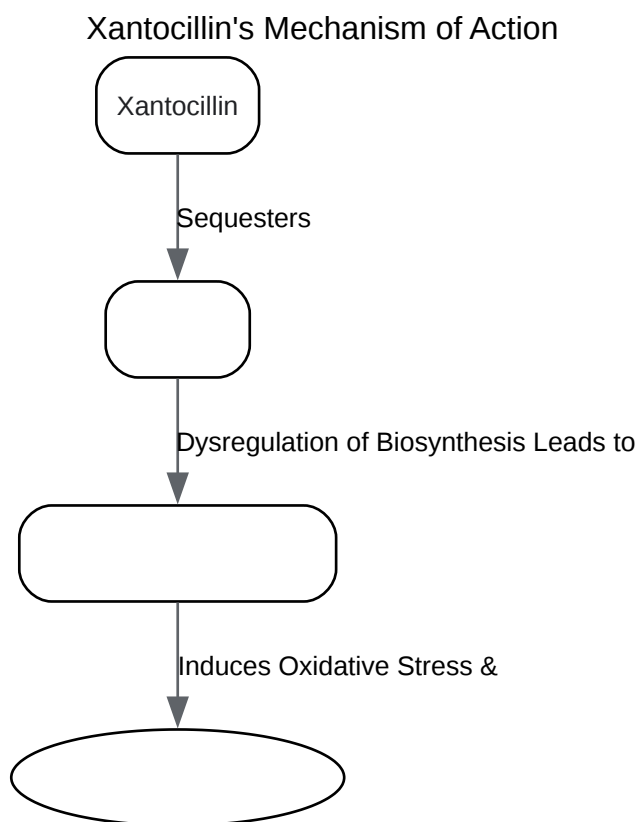 Xantocillin's Mechanism of Action
Xantocillin
Sequesters
Dysregulation of Biosynthesis Leads to
Induces Oxidative Stress &